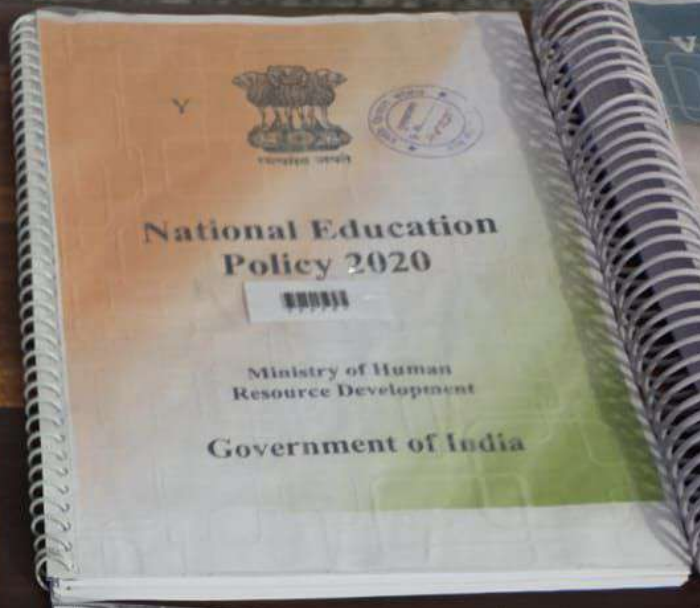 Y
National Education
Policy 2020
Ministry of Human
Resource Development
Government of India
V